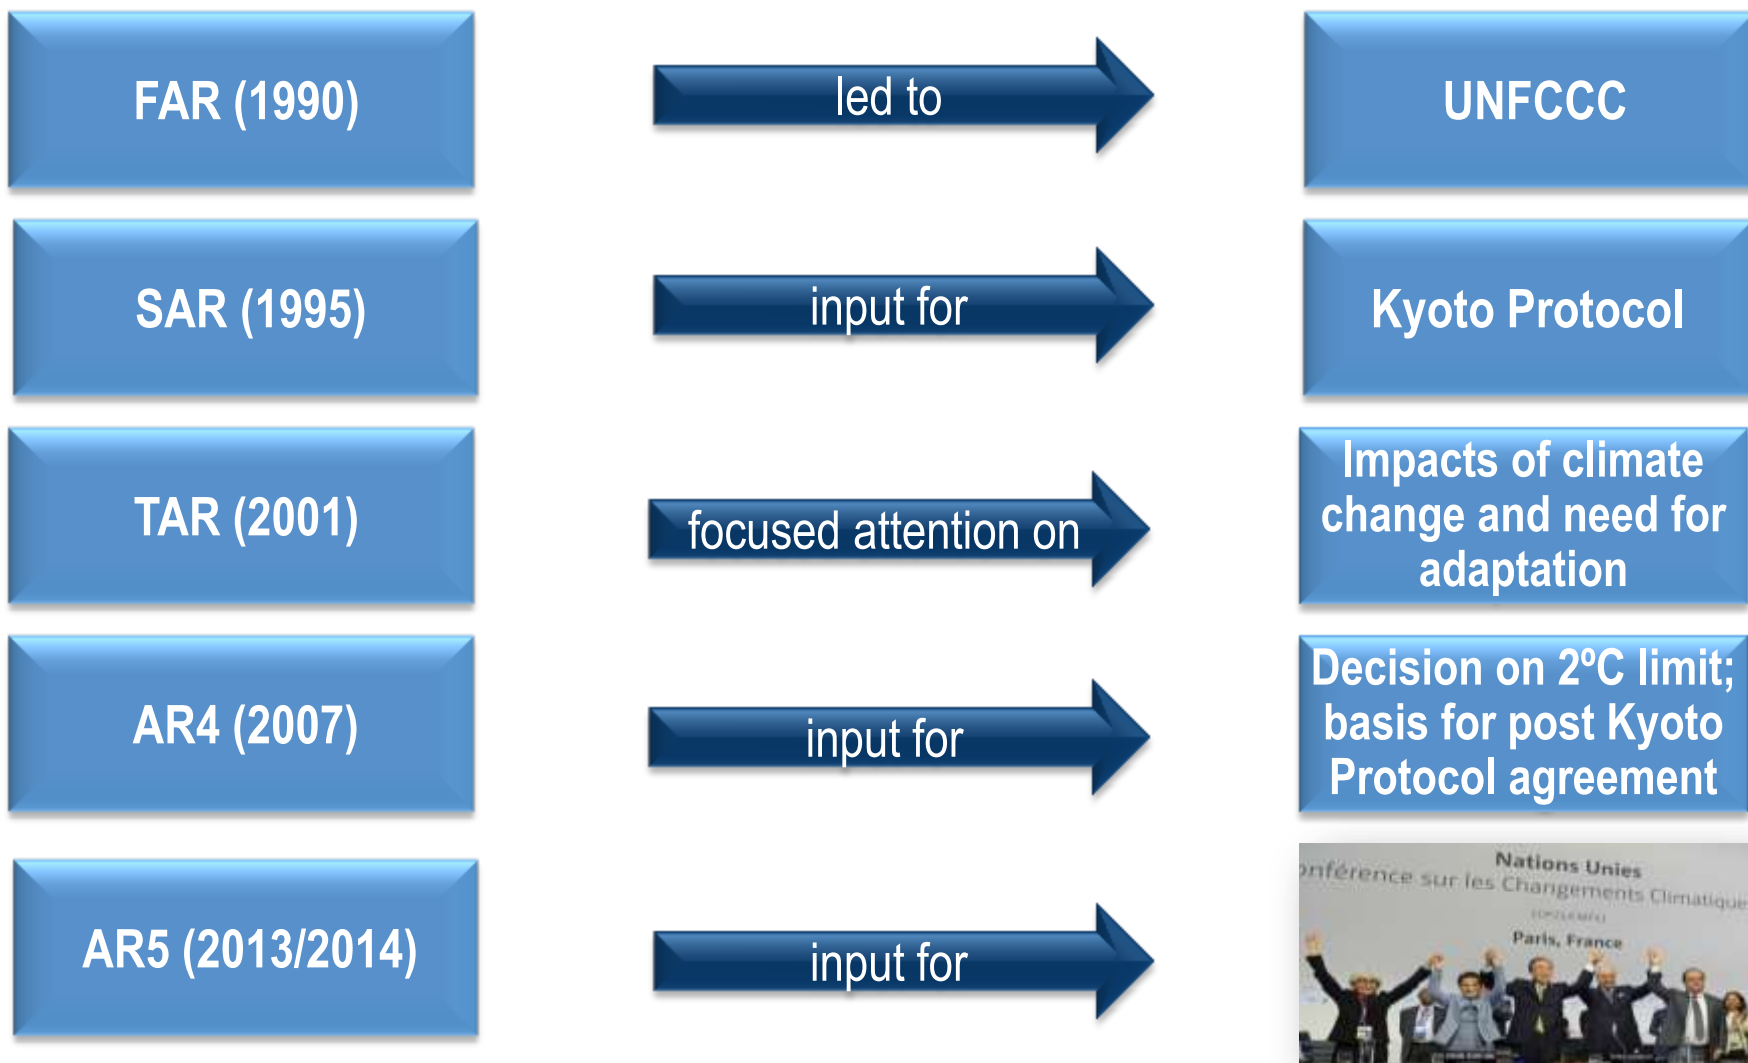 FAR (1990)
led to
UNFCCC
SAR (1995)
input for
Kyoto Protocol
TAR (2001)
focused attention on
Impacts of climate
change and need for
adaptation
AR4 (2007)
input for
Decision on 2ºC limit;
basis for post Kyoto
Protocol agreement
AR5 (2013/2014)
input for
Nations Unies
onférence sur les Changements Climatique
Paris, France